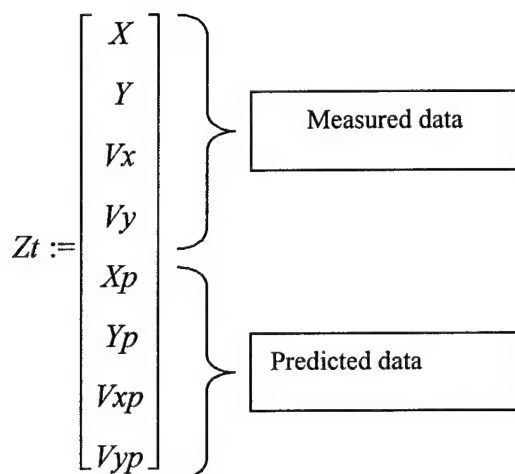 X
Y
Vx
Vy
Zt :=
Xp
Yp
Vxp
Vyp
Measured data
Predicted data